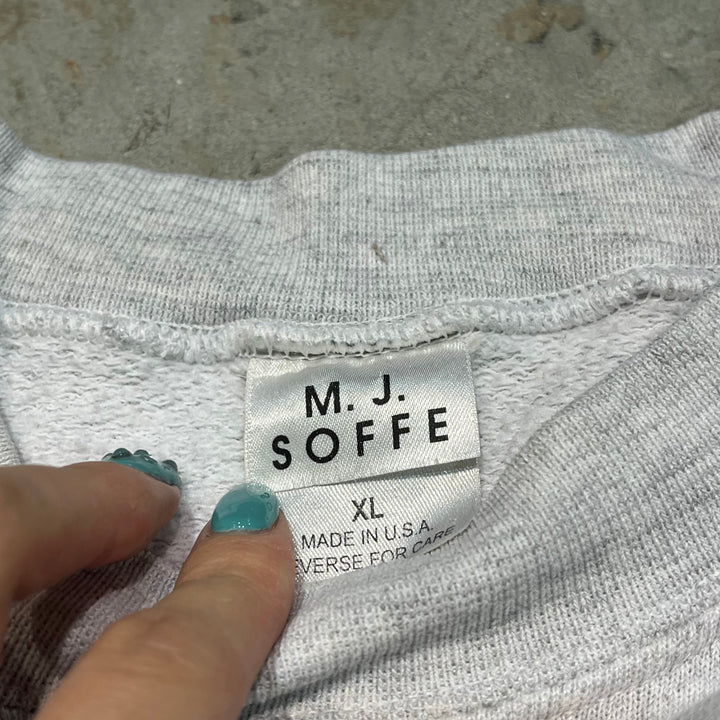 M. J.
SOFFE
XL
MADE IN U.S.A.
EVERSE FOR CARE